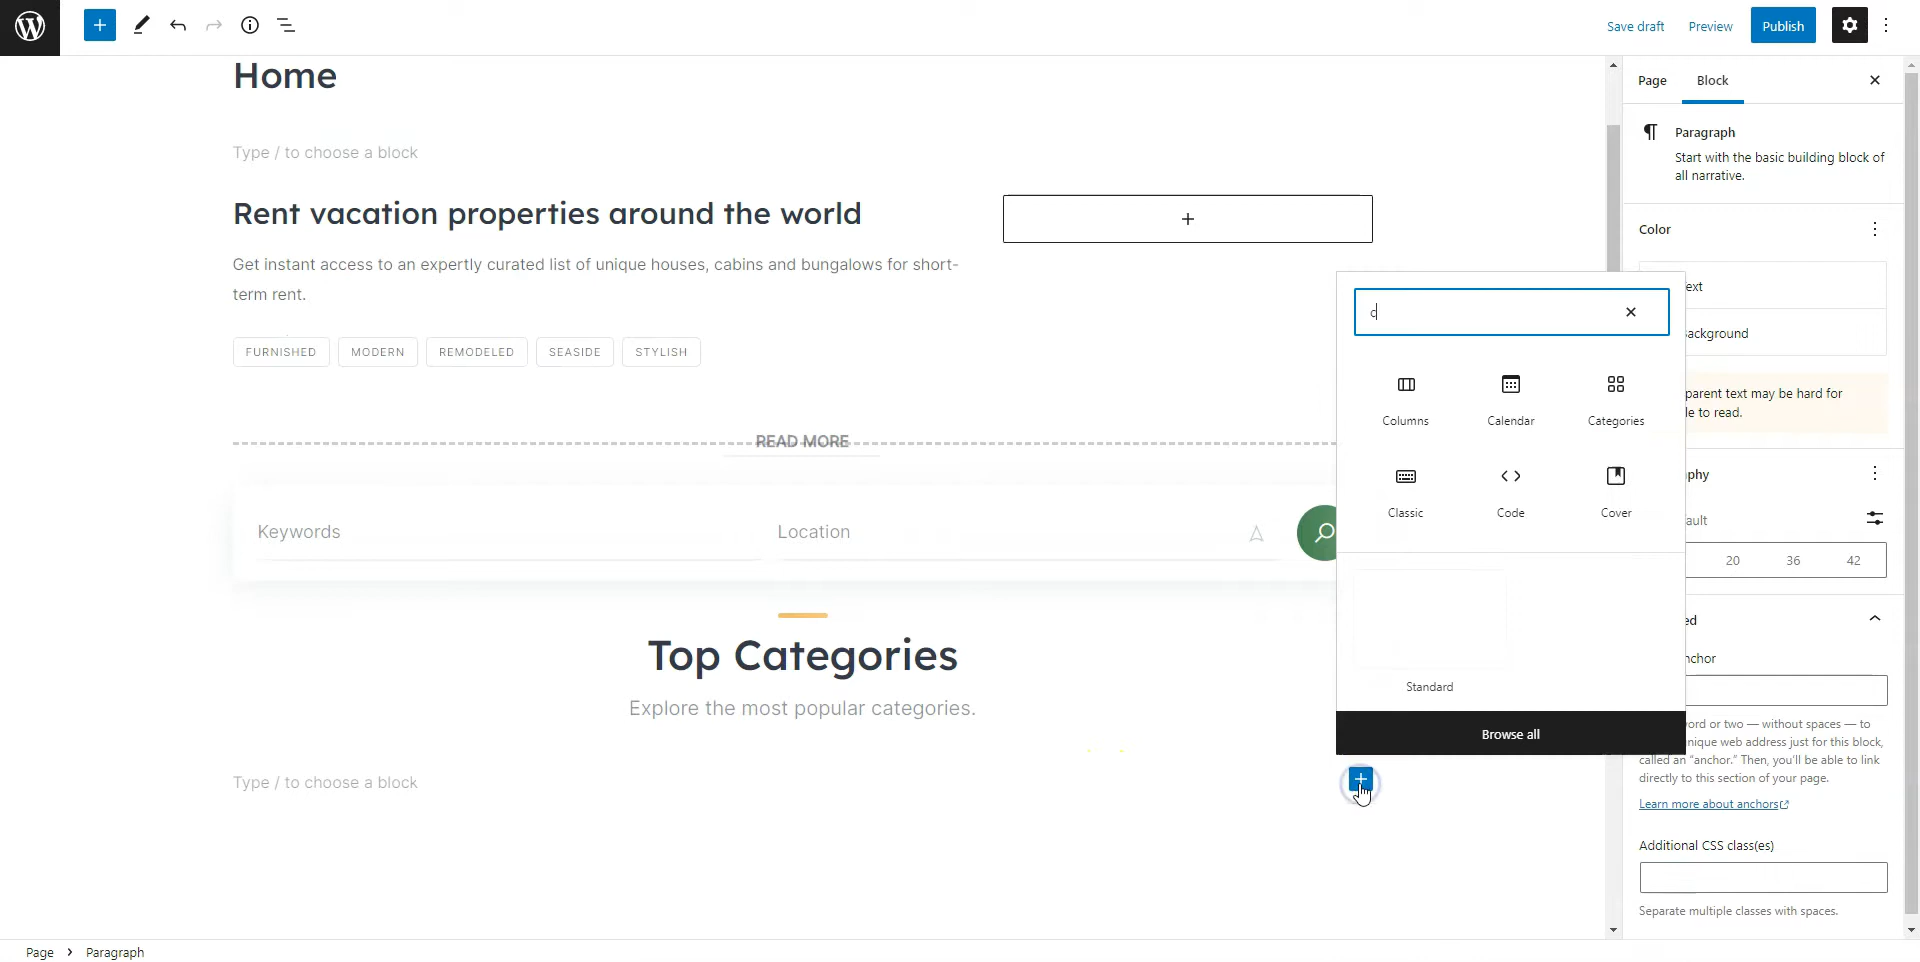 Save draft
Preview
Publish
Home
Type / to choose a block
Rent vacation properties around the world
Get instant access to an expertly curated list of unique houses, cabins and bungalows for short-
term rent.
FURNISHED
MODERN
REMODELED
SEASIDE
STYLISH
READ MORE
Keywords
Location
Top Categories
Explore the most popular categories.
Type / to choose a block
c
Columns
Calendar
Categories
Classic
Code
Cover
Standard
Browse all
Page
Block
Paragraph
Start with the basic building block of
all narrative.
Color
ext
ackground
parent text may be hard for
le to read.
phy
ault
20
36
42
ed
nchor
ord or two — without spaces — to
nique web address just for this block,
called an “anchor.” Then, you’ll be able to link
directly to this section of your page.
Learn more about anchors
Additional CSS class(es)
Separate multiple classes with spaces.
Page
Paragraph